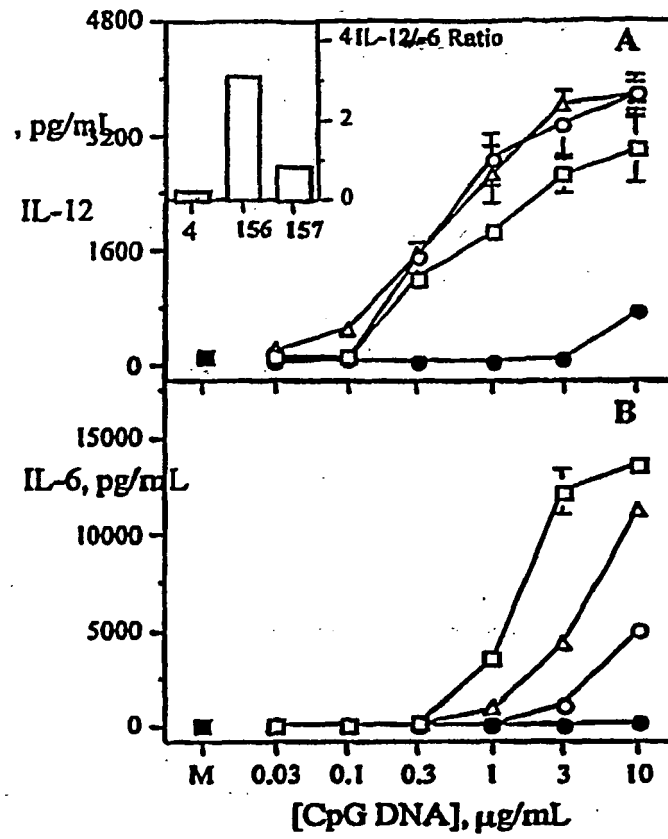 4800
4 IL-12/-6 Ratio
A
, pg/mL
3200
2
IL-12
0
4 156 157
1600
0
B
15000
IL-6, pg/mL
10000
5000
0
M 0.03 0.1 0.3 1 3 10
[CpG DNA], μg/mL